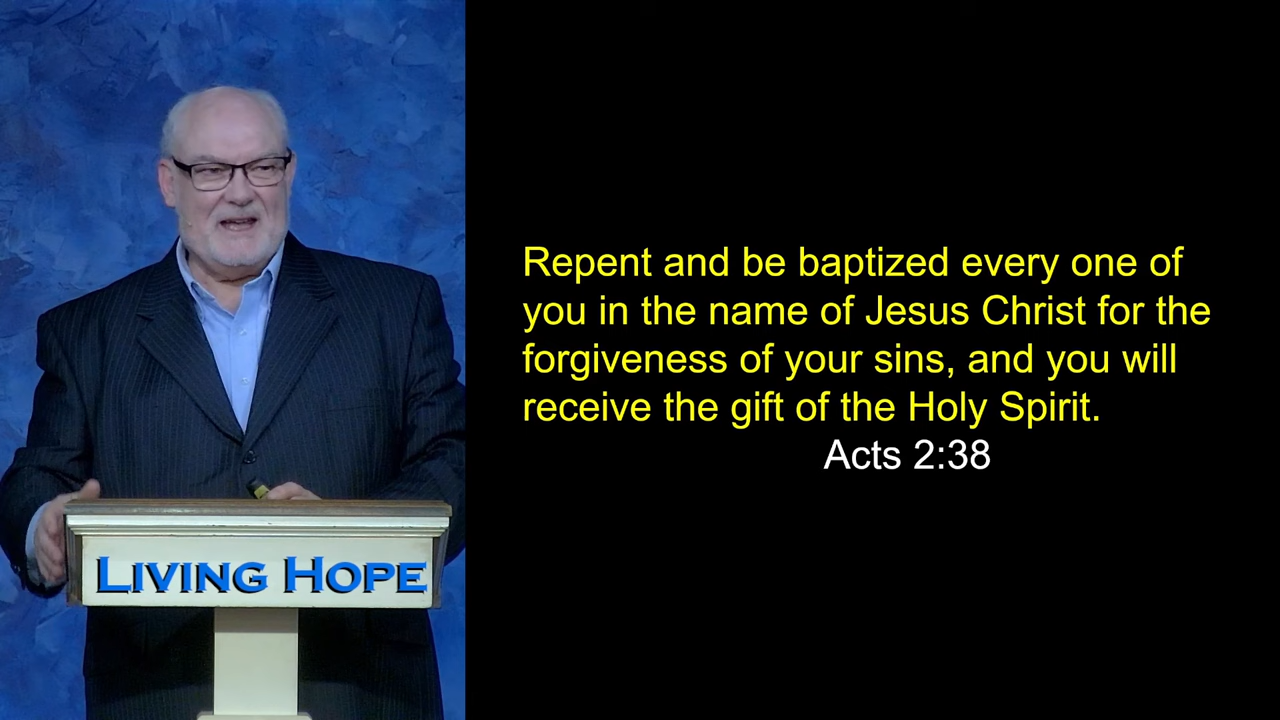 LIVING HOPE
Repent and be baptized every one of
you in the name of Jesus Christ for the
forgiveness of your sins, and you will
receive the gift of the Holy Spirit.
Acts 2:38